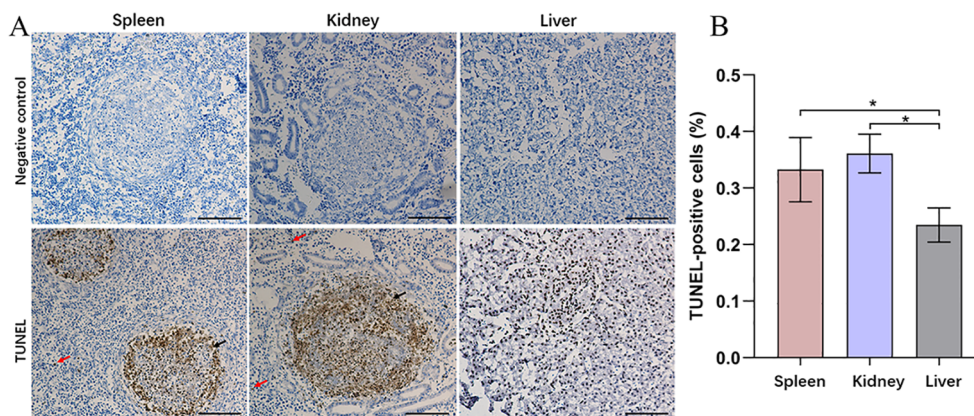 A
Spleen
Kidney
Liver
B
Negative control
TUNEL
TUNEL-positive cells (%)
0.5
0.4
0.3
0.2
0.1
0.0
*
*
Spleen
Kidney
Liver